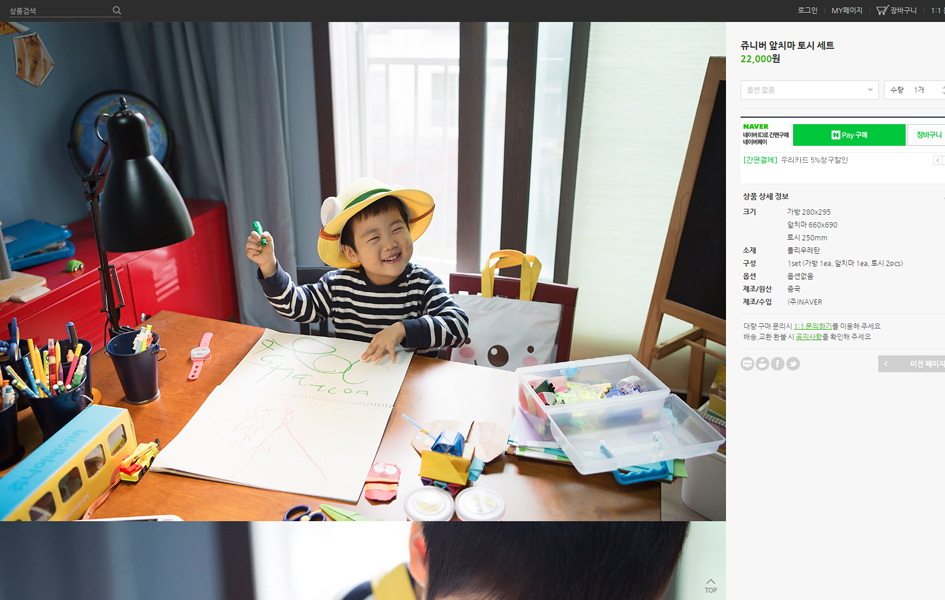 상품검색
로그인
MY페이지
장바구니
1:1
쥬니버 앞치마 토시 세트
22,000원
옵션 없음
수량 1개
NAVER
네이버 ID로 간편구매
네이버페이
N Pay 구매
장바구니
[간편결제] 우리카드 5%청구할인
상품 상세 정보
크기 가방 280x295
앞치마 660x690
토시 250mm
소재 폴리우레탄
구성 1set (가방 1ea, 앞치마 1ea, 토시 2pcs)
옵션 옵션없음
제조/원산 중국
제조/수입 (주)NAVER
대량 구매 문의시 1:1 문의하기를 이용해 주세요
배송,교환 환불 시 공지사항을 확인해 주세요
< 이전 페이지
TOP